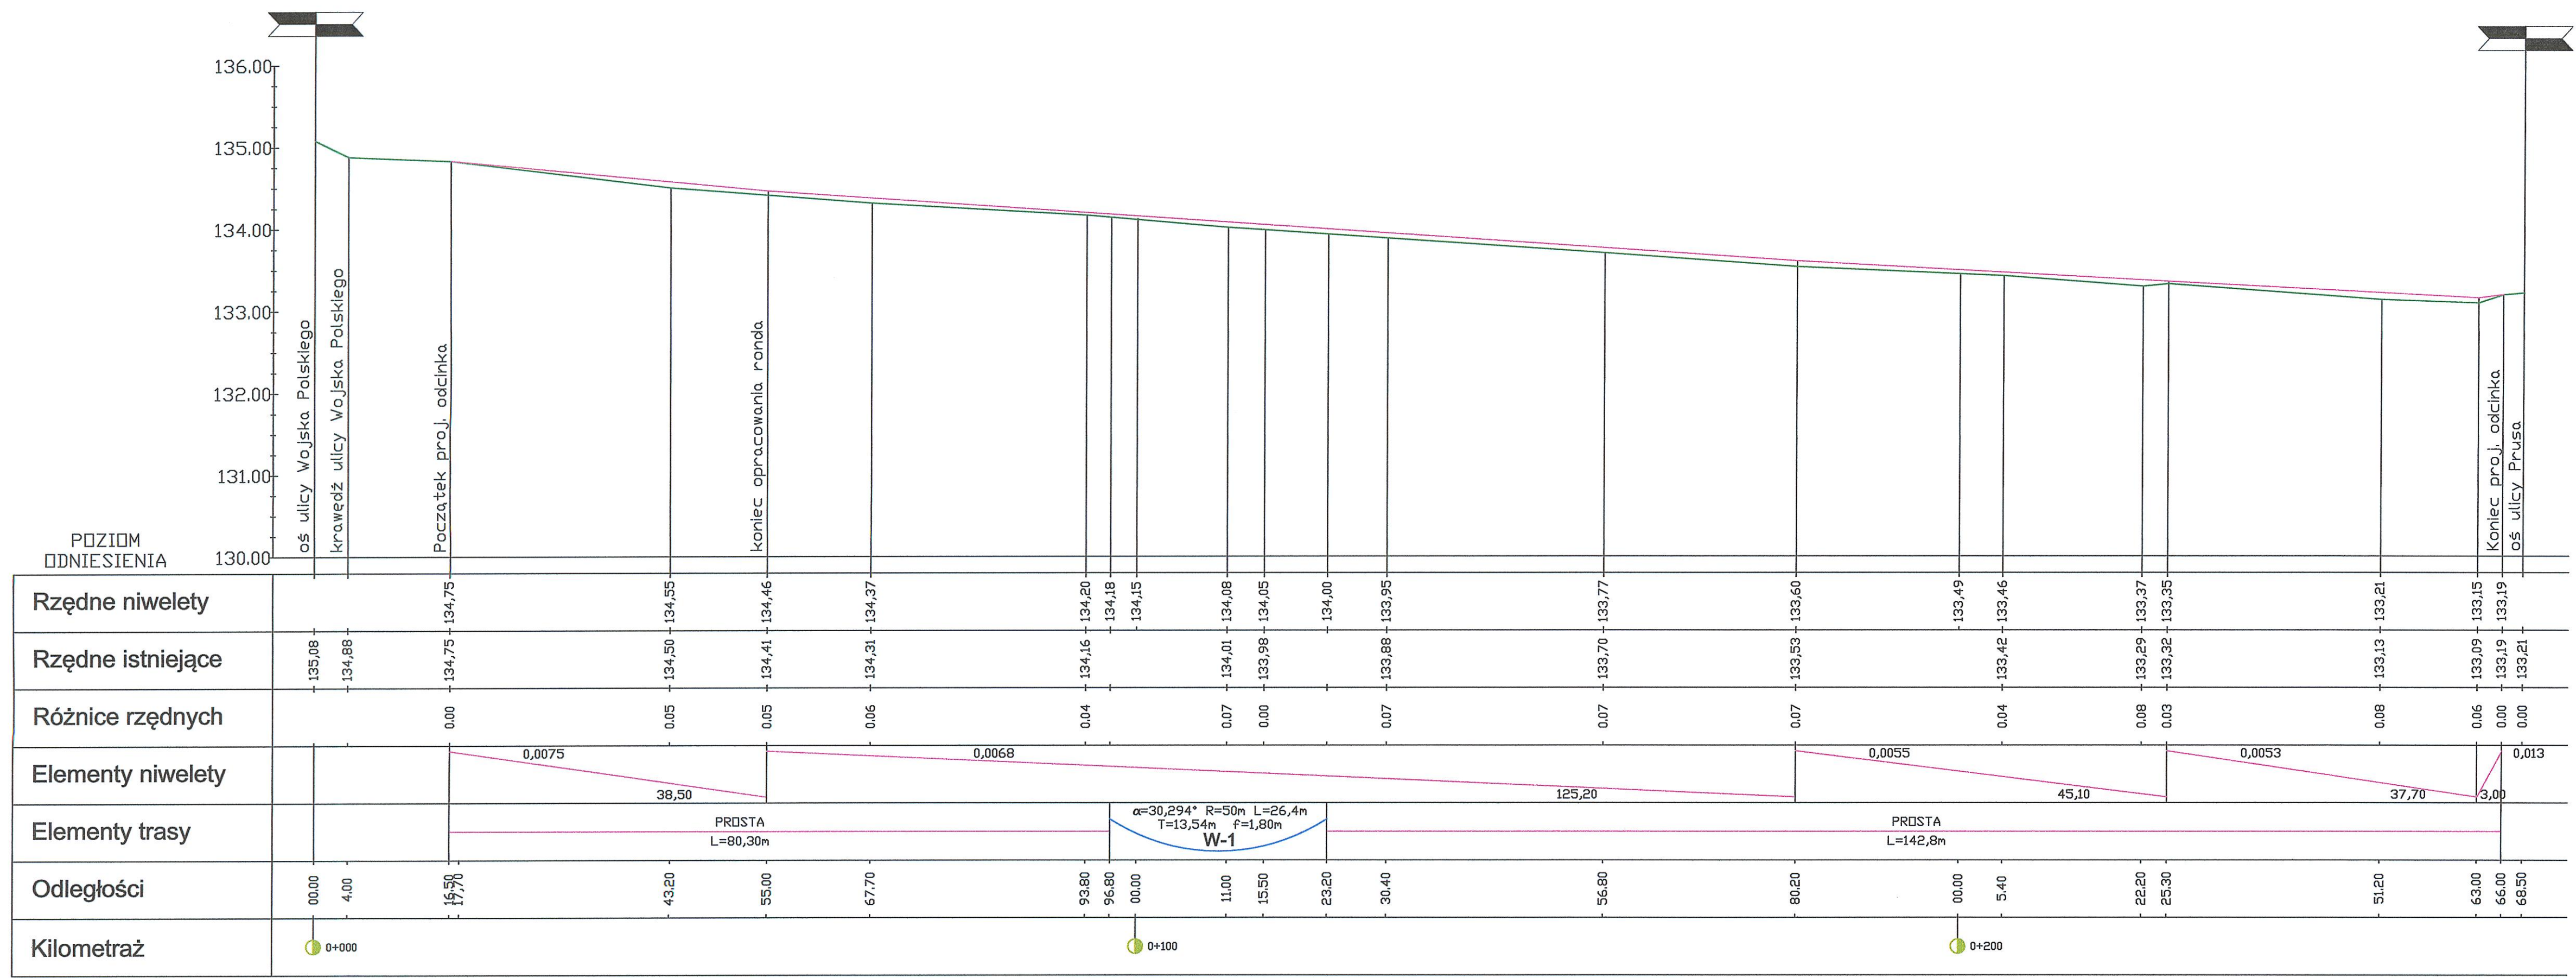 136.00
135.00
134.00
133.00
132.00
131.00
130.00
POZIOM
ODNIESIENIA
oś ulicy Wojska Polskiego
krawędź ulicy Wojska Polskiego
Początek proj. odcinka
koniec opracowania ronda
Koniec proj. odcinka
oś ulicy Prusa
Rzędne niwelety
134,75 134,55 134,46 134,37 134,20 134,18 134,15 134,08 134,05 134,00 133,95 133,77 133,60 133,49 133,46 133,37 133,35 133,21 133,15 133,19
Rzędne istniejące
135,08 134,88 134,75 134,50 134,41 134,31 134,16 134,01 133,98 133,88 133,70 133,53 133,42 133,29 133,32 133,13 133,09 133,19 133,21
Różnice rzędnych
0.00 0.05 0.05 0.06 0.04 0.07 0.00 0.07 0.07 0.07 0.04 0.08 0.03 0.08 0.06 0.00 0.00
Elementy niwelety
0,0075 0,0068 0,0055 0,0053 0,013
38,50 125,20 45,10 37,70 3,00
Elementy trasy
PROSTA
L=80,30m
α=30,294° R=50m L=26,4m
T=13,54m f=1,80m
W-1
PROSTA
L=142,8m
Odległości
00.00 4.00 16.50 17,70 43.20 55.00 67.70 93.80 96.80 00.00 11.00 15.50 23.20 30.40 56.80 80.20 00.00 5.40 22.20 25.30 51.20 63.00 66.00 68.50
Kilometraż
0+000 0+100 0+200